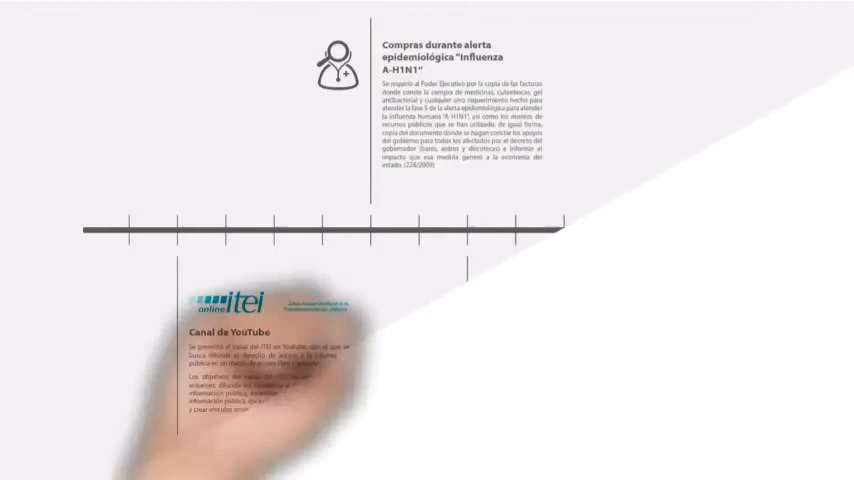 Compras durante alerta
epidemiológica "Influenza
A-H1N1"
Se requirió al Poder Ejecutivo por la copia de las facturas
donde conste la compra de medicinas, cubrebocas, gel
antibacterial y cualquier otro requerimiento hecho para
atender la fase 5 de la alerta epidemiológica para atender
la influenza humana "A H1N1", así como los montos de
recursos públicos que se han utilizado, de igual forma,
copia del documento donde se hagan constar los apoyos
del gobierno para todos los afectados por el decreto del
gobernador (bares, antros y discotecas) e informar el
impacto que esa medida generó a la economía del
estado. (228/2009)
online itei
Canal de YouTube
Se presenta el canal del ITEI en Youtube, con el que se
busca difundir el derecho de acceso a la
pública en un medio de
Los objetivos del
entonces: difundir
información pública,
información pública,
y crear vínculos